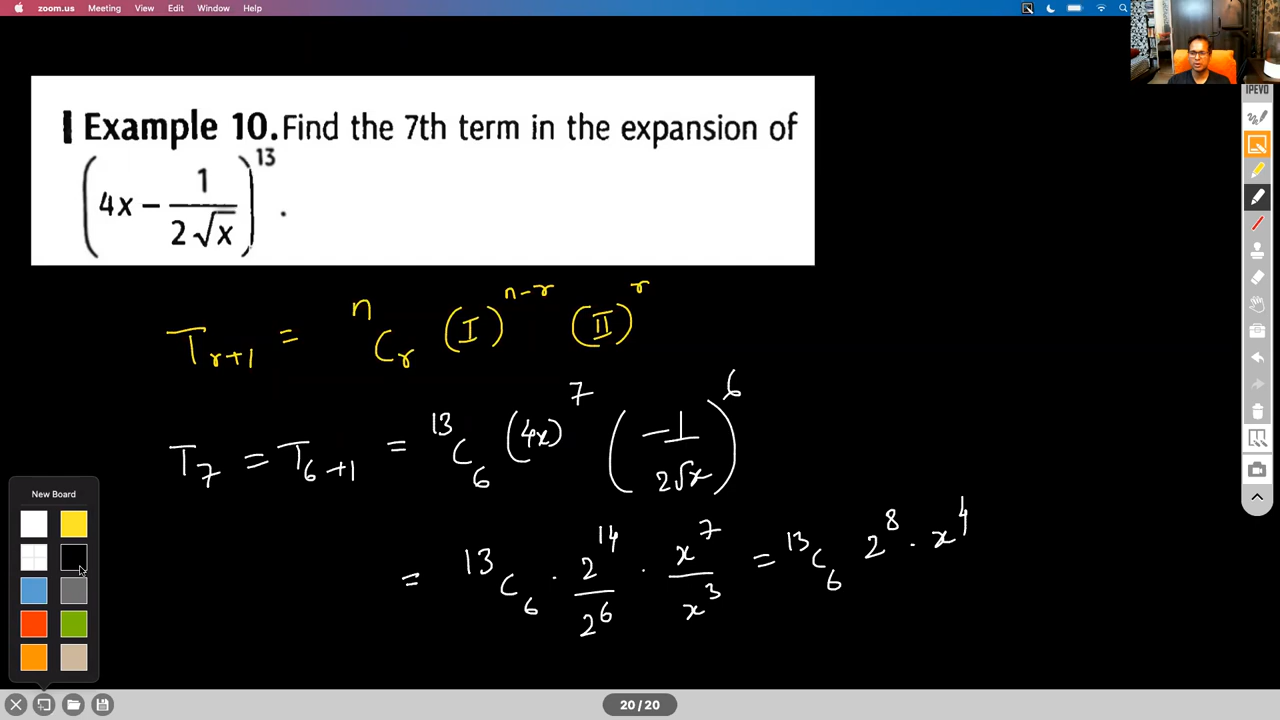 zoom.us Meeting View Edit Window Help
IPEVO
Example 10. Find the 7th term in the expansion of
(4x − 1/(2√x))^13 .
T_{r+1} = ^nC_r (I)^{n−r} (II)^r
T_7 = T_{6+1} = ^{13}C_6 (4x)^7 (−1/(2√x))^6
= ^{13}C_6 · 2^{14}/2^6 · x^7/x^3 = ^{13}C_6 2^8 · x^4
New Board
20/20